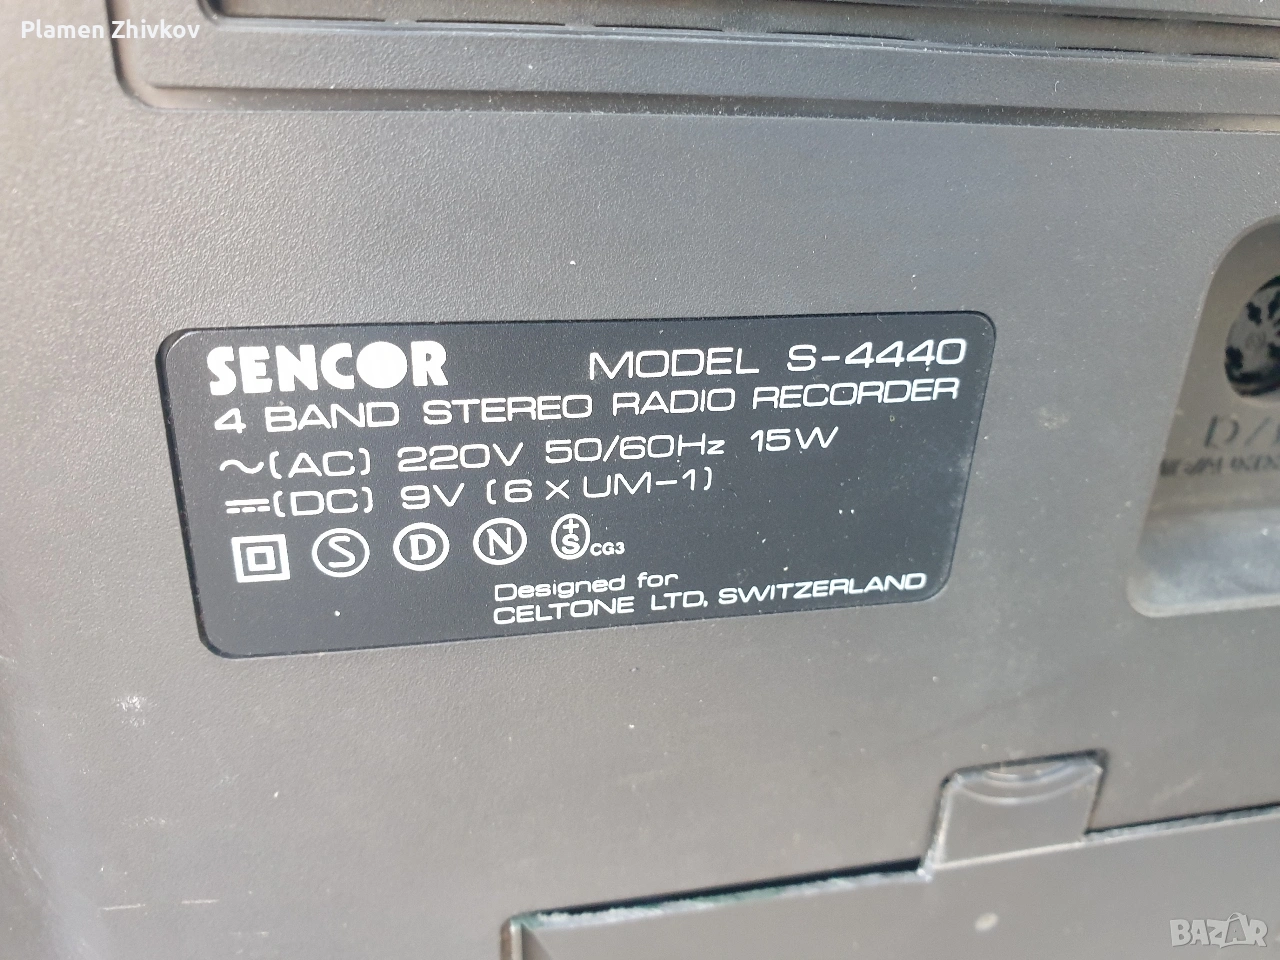 Plamen Zhivkov
SENCOR MODEL S-4440
4 BAND STEREO RADIO RECORDER
~(AC) 220V 50/60Hz 15W
⎓(DC) 9V (6 X UM-1)
S D N +S CG3
Designed for
CELTONE LTD, SWITZERLAND
BAZAR